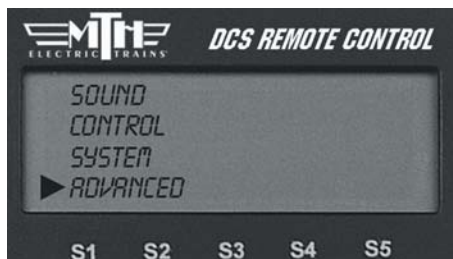 MTH
ELECTRIC TRAINS
DCS REMOTE CONTROL
SOUND
CONTROL
SYSTEM
ADVANCED
S1 S2 S3 S4 S5